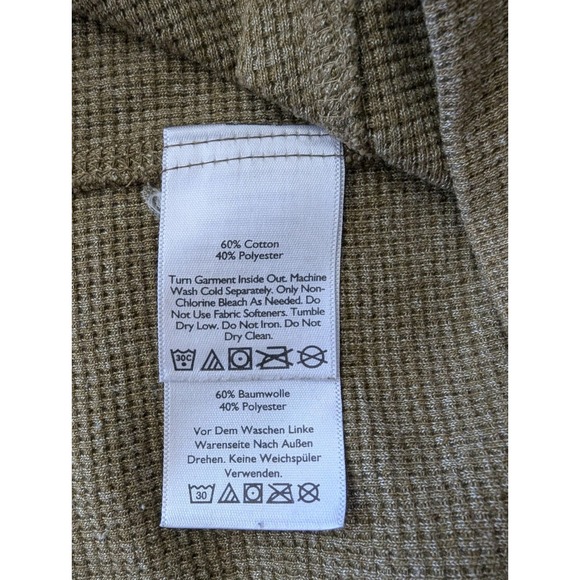 60% Cotton
40% Polyester
Turn Garment Inside Out. Machine
Wash Cold Separately. Only Non-
Chlorine Bleach As Needed. Do
Not Use Fabric Softeners. Tumble
Dry Low. Do Not Iron. Do Not
Dry Clean.
30C
60% Baumwolle
40% Polyester
Vor Dem Waschen Linke
Warenseite Nach Außen
Drehen. Keine Weichspüler
Verwenden.
30